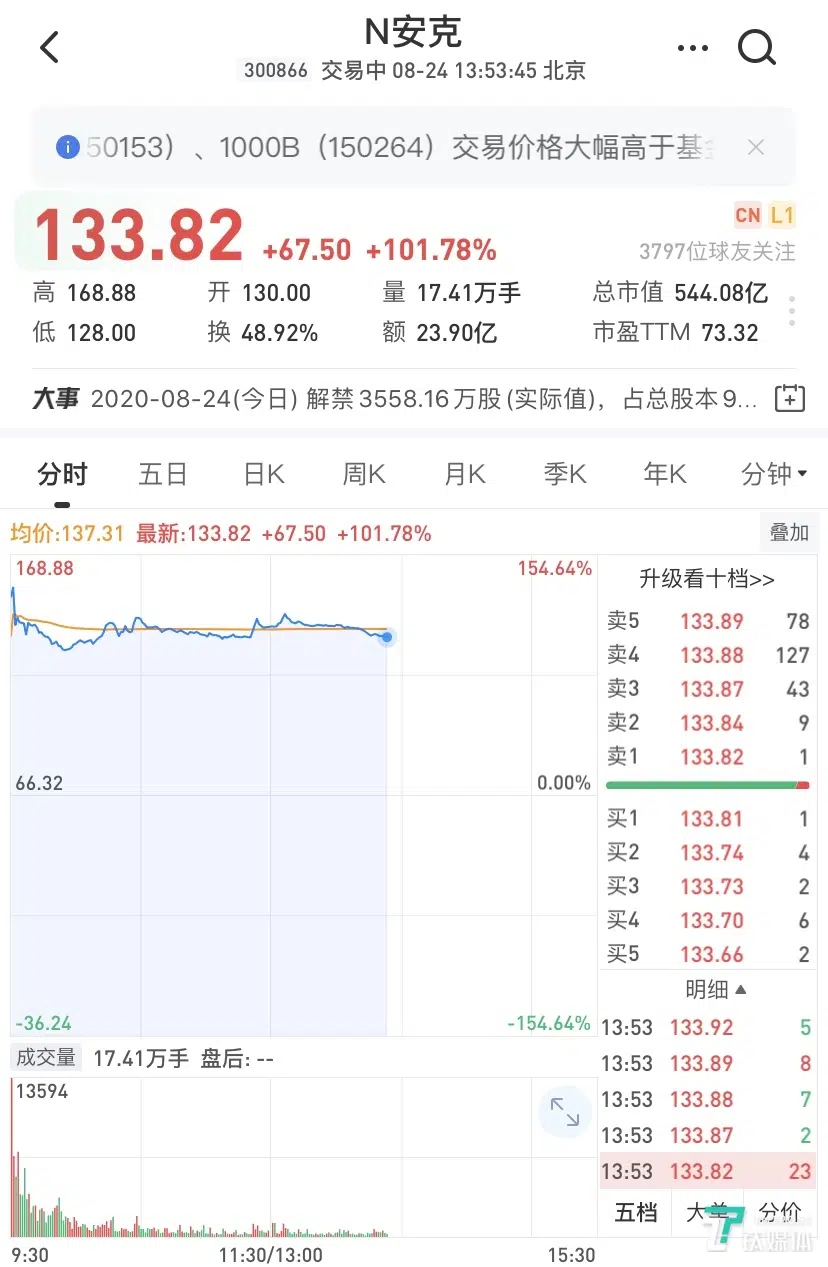 N安克
300866 交易中 08-24 13:53:45 北京
50153）、1000B（150264）交易价格大幅高于基
133.82 +67.50 +101.78%
CN L1
3797位球友关注
高 168.88 开 130.00 量 17.41万手 总市值 544.08亿
低 128.00 换 48.92% 额 23.90亿 市盈TTM 73.32
大事 2020-08-24(今日) 解禁3558.16万股(实际值)，占总股本9...
分时 五日 日K 周K 月K 季K 年K 分钟
均价:137.31 最新:133.82 +67.50 +101.78% 叠加
168.88 154.64%
66.32 0.00%
-36.24 -154.64%
升级看十档>>
卖5 133.89 78
卖4 133.88 127
卖3 133.87 43
卖2 133.84 9
卖1 133.82 1
买1 133.81 1
买2 133.74 4
买3 133.73 2
买4 133.70 6
买5 133.66 2
明细
13:53 133.92 5
13:53 133.89 8
13:53 133.88 7
13:53 133.87 2
13:53 133.82 23
五档 大单 分价
成交量 17.41万手 盘后: --
13594
9:30 11:30/13:00 15:30
钛媒体